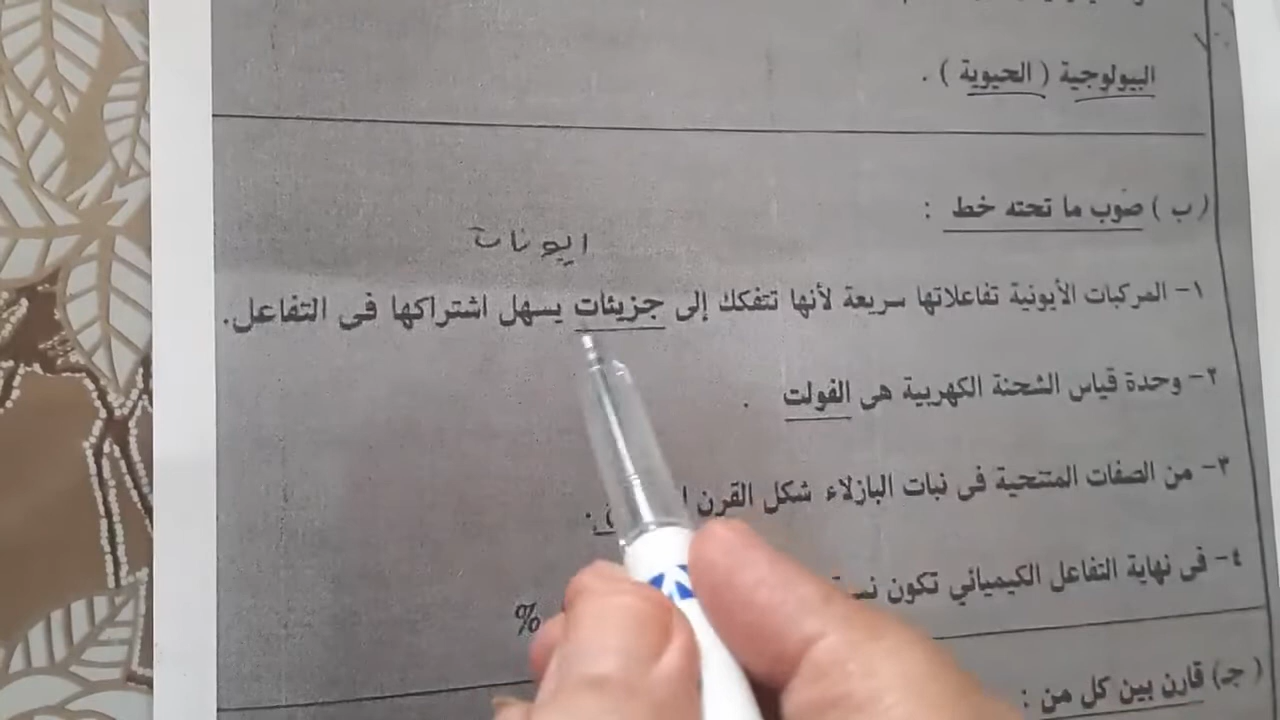 البيولوجية ( الحيوية ) .
( ب ) صوب ما تحته خط :
ايونات
١- المركبات الأيونية تفاعلاتها سريعة لأنها تتفكك إلى جزيئات يسهل اشتراكها فى التفاعل.
٢- وحدة قياس الشحنة الكهربية هى الفولت .
٣- من الصفات المتنحية فى نبات البازلاء شكل القرن
٤- فى نهاية التفاعل الكيميائي تكون %
( جـ) قارن بين كل من :